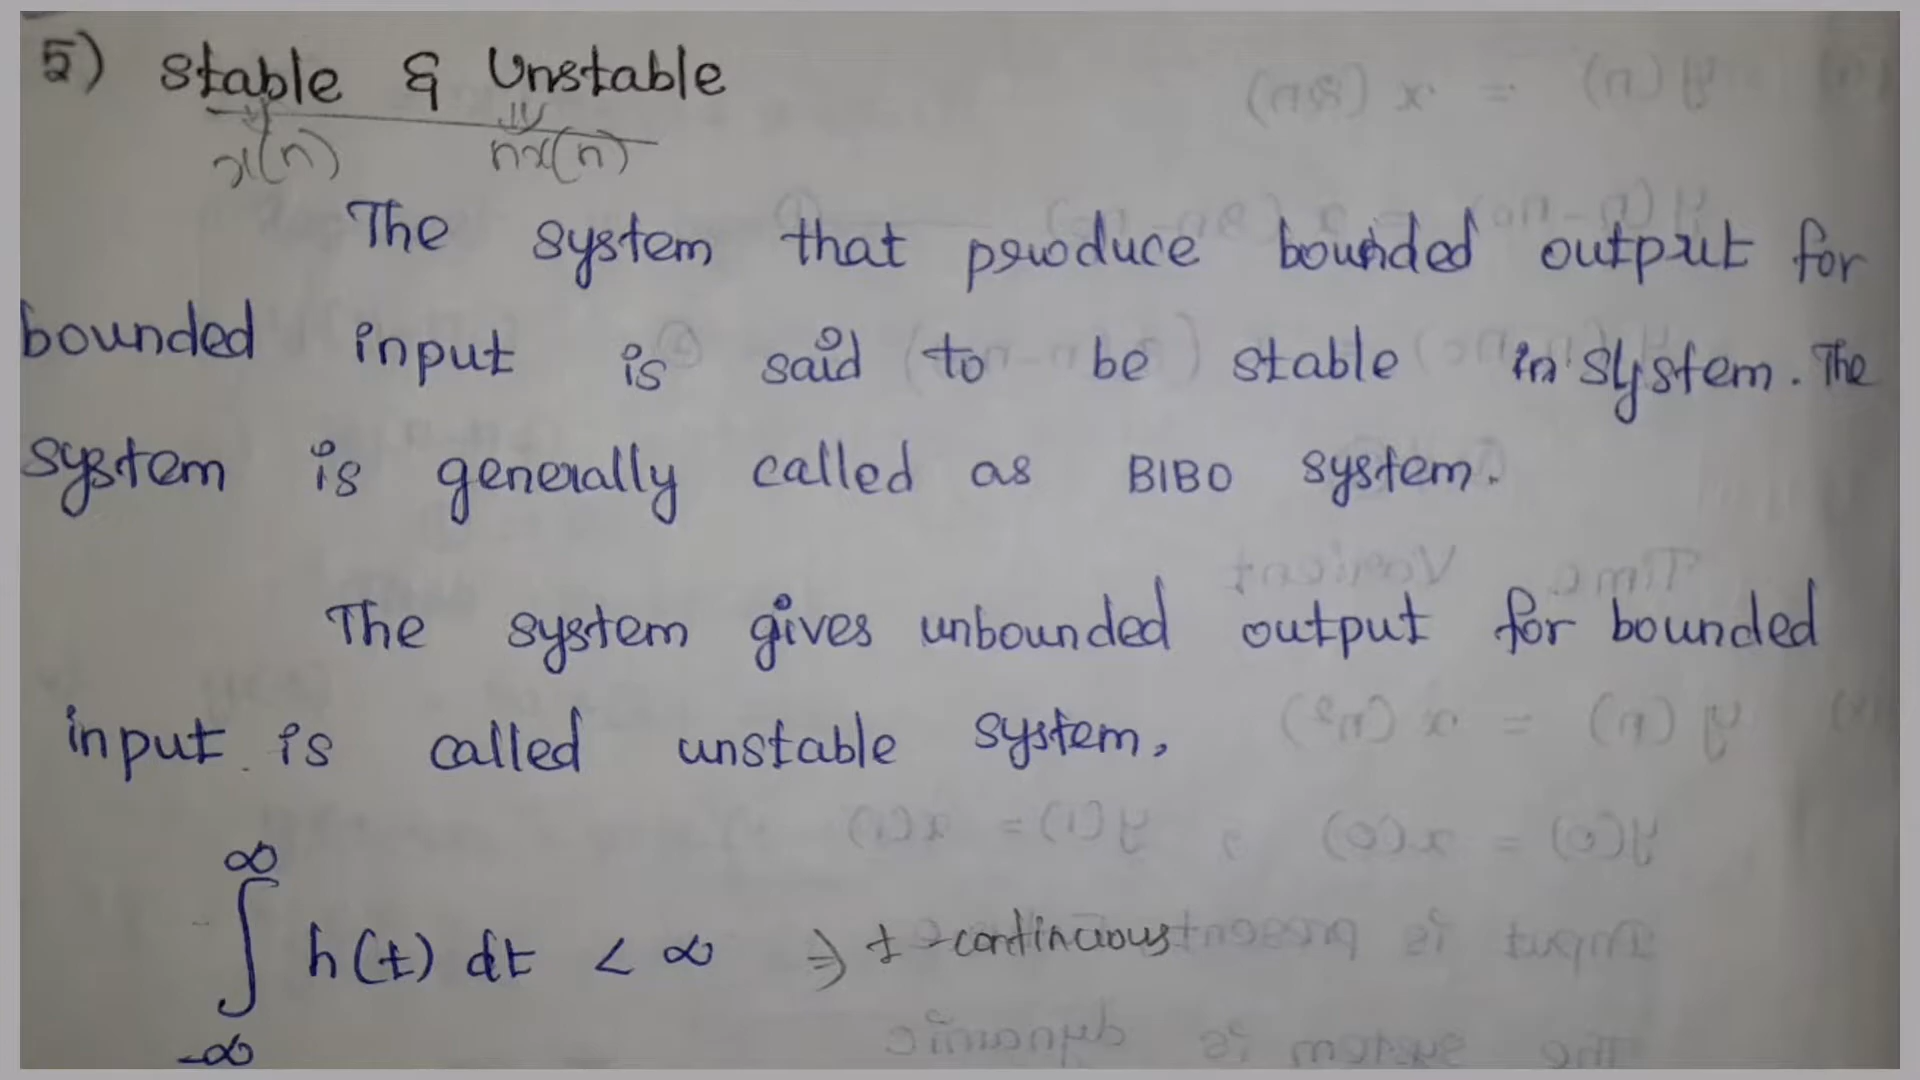 5) Stable & Unstable
x(n) nx(n)
The system that produce bounded output for
bounded input is said to be stable in system. The
system is generally called as BIBO system.
The system gives unbounded output for bounded
input is called unstable system.
∞
∫ h(t) dt < ∞ ⇒ t - continuous
-∞